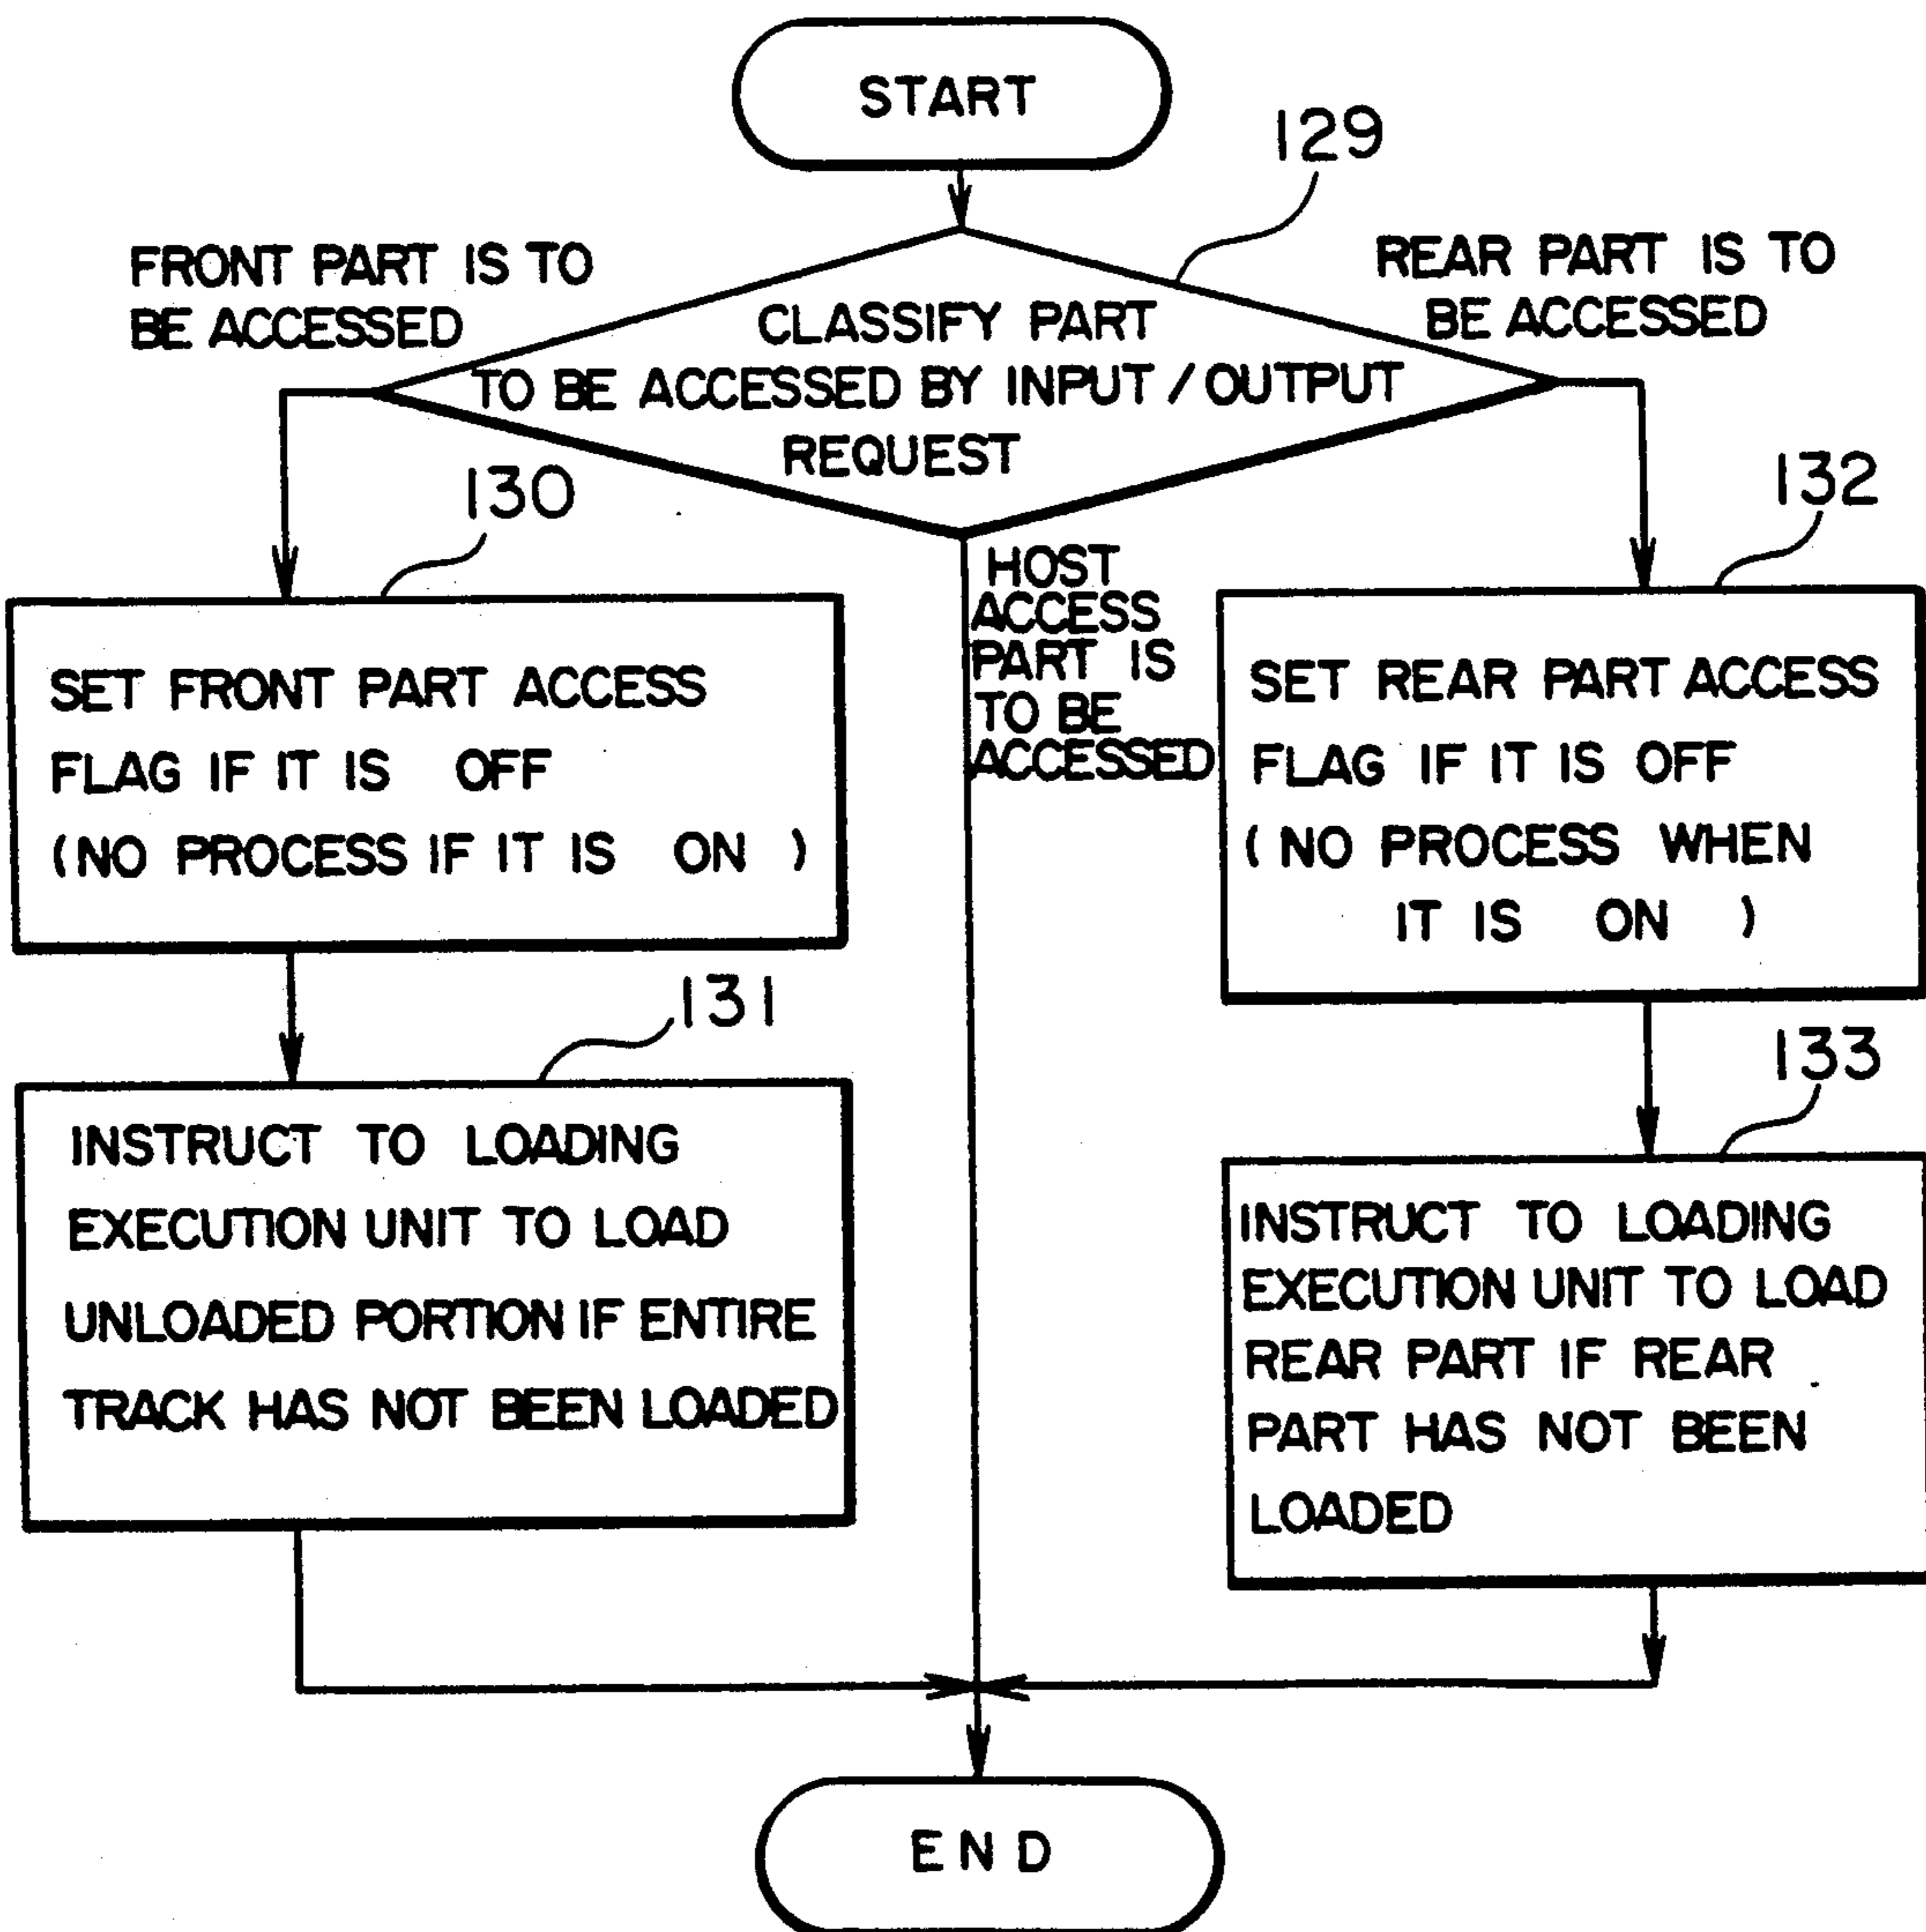 START
129
FRONT PART IS TO
BE ACCESSED
REAR PART IS TO
BE ACCESSED
CLASSIFY PART
TO BE ACCESSED BY INPUT / OUTPUT
REQUEST
130
132
HOST
ACCESS
PART IS
TO BE
ACCESSED
SET FRONT PART ACCESS
FLAG IF IT IS OFF
(NO PROCESS IF IT IS ON )
SET REAR PART ACCESS
FLAG IF IT IS OFF
( NO PROCESS WHEN
IT IS ON )
131
133
INSTRUCT TO LOADING
EXECUTION UNIT TO LOAD
UNLOADED PORTION IF ENTIRE
TRACK HAS NOT BEEN LOADED
INSTRUCT TO LOADING
EXECUTION UNIT TO LOAD
REAR PART IF REAR
PART HAS NOT BEEN
LOADED
END